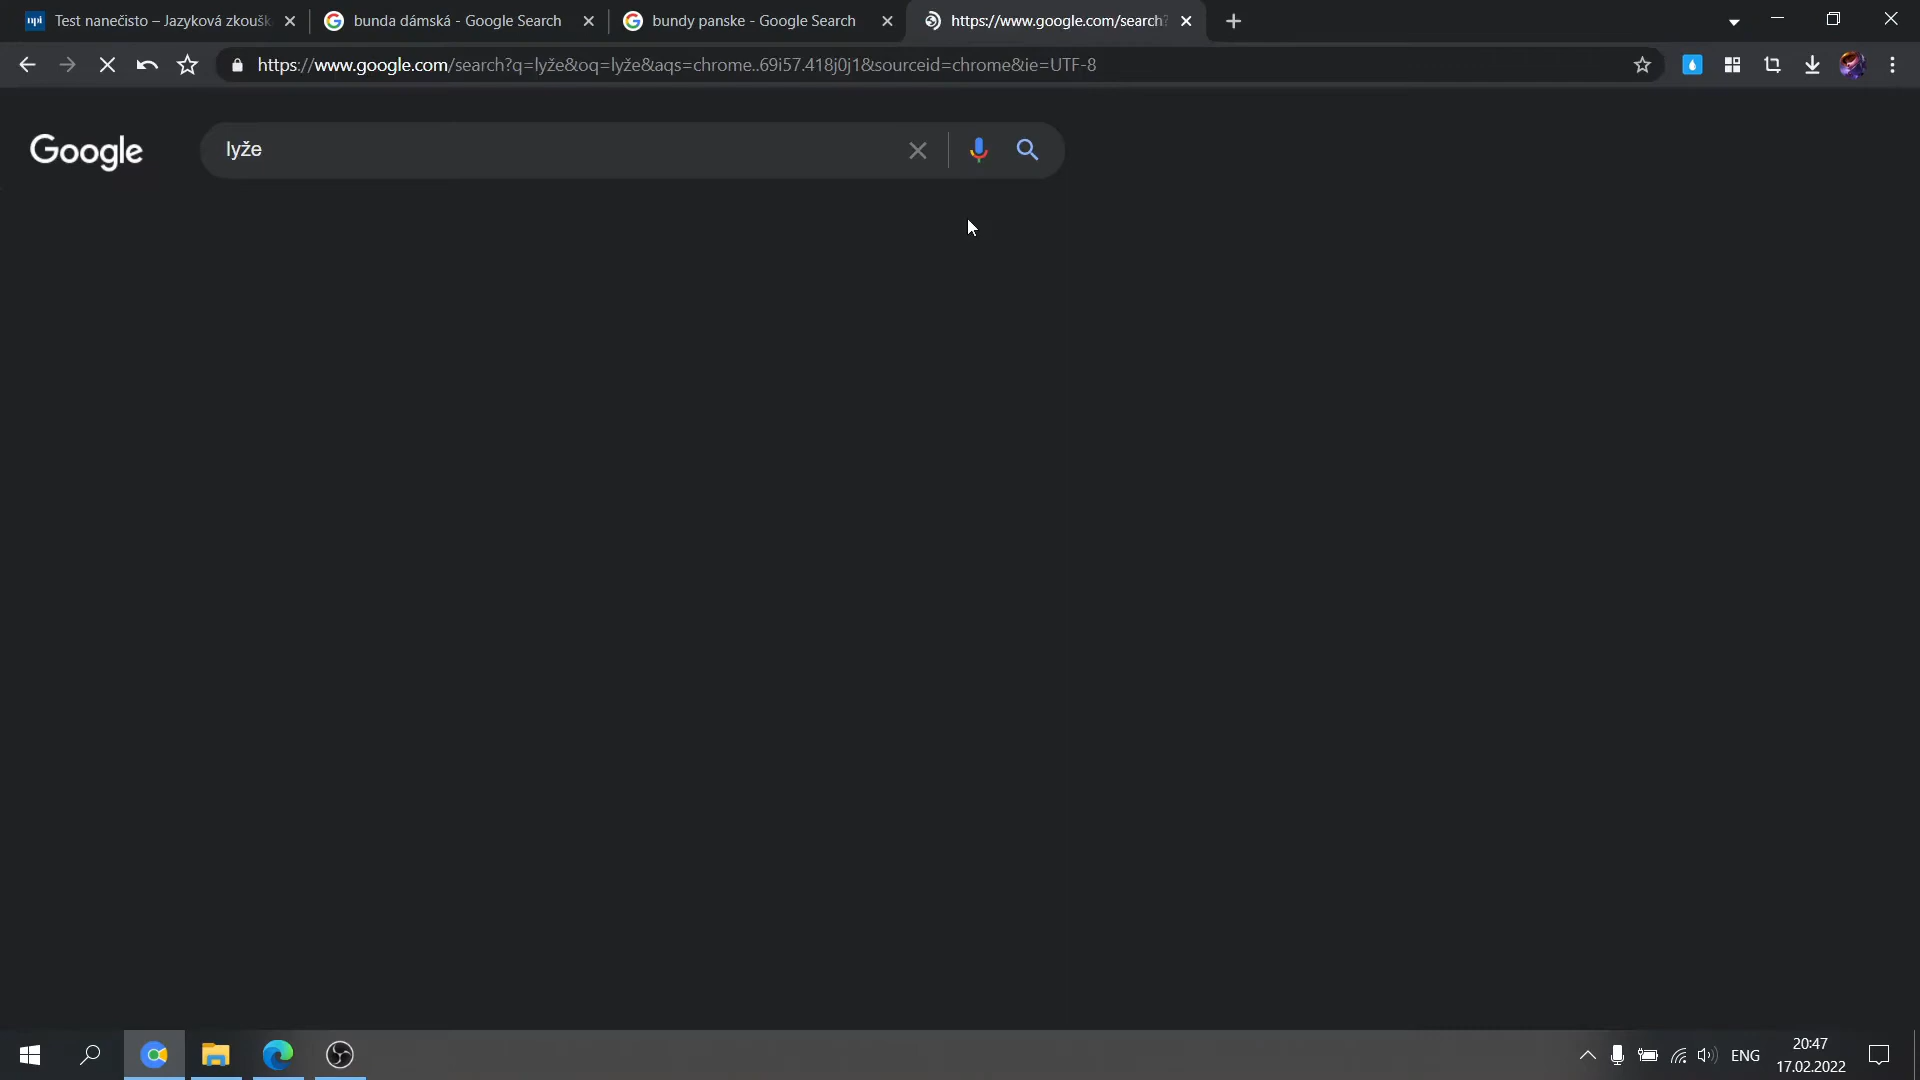 npi Test nanečisto – Jazyková zkoušk
bunda dámská - Google Search
bundy panske - Google Search
https://www.google.com/search?
https://www.google.com/search?q=lyže&oq=lyže&aqs=chrome..69i57.418j0j1&sourceid=chrome&ie=UTF-8
Google
lyže
ENG
20:47
17.02.2022